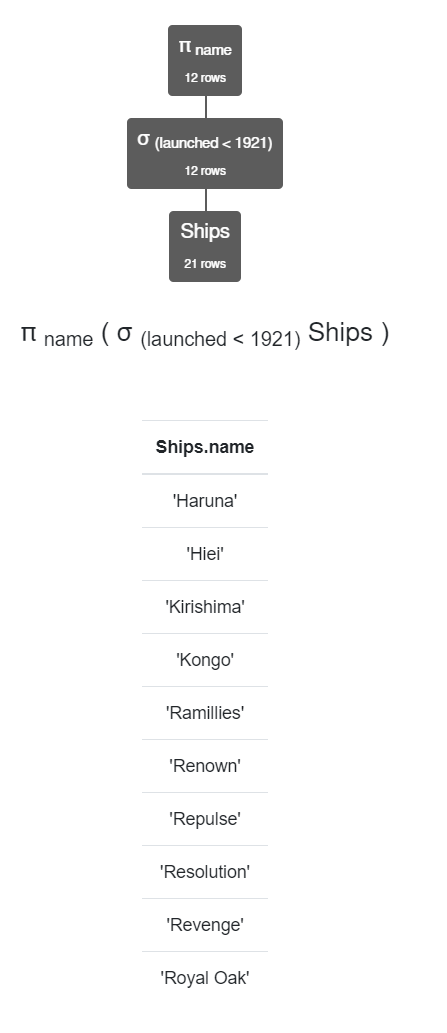 π name
12 rows
σ (launched < 1921)
12 rows
Ships
21 rows
π name ( σ (launched < 1921) Ships )
Ships.name
'Haruna'
'Hiei'
'Kirishima'
'Kongo'
'Ramillies'
'Renown'
'Repulse'
'Resolution'
'Revenge'
'Royal Oak'